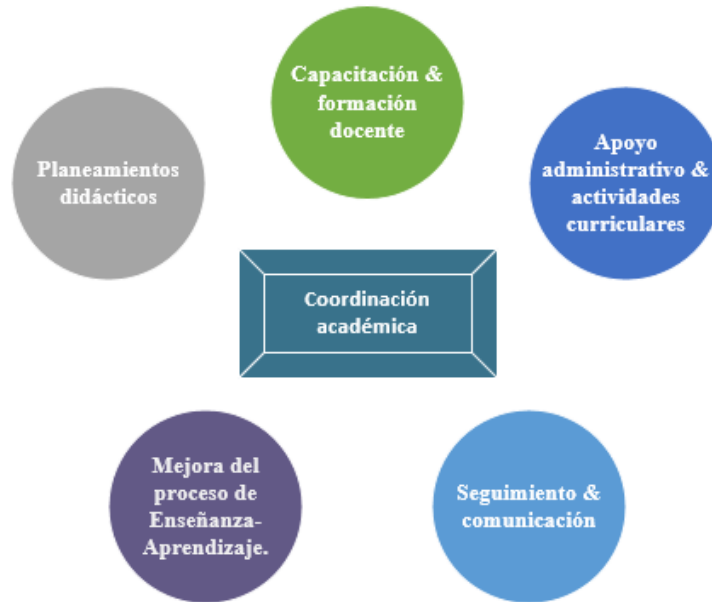 Capacitación &
formación
docente
Planeamientos
didácticos
Apoyo
administrativo &
actividades
curriculares
Coordinación
académica
Mejora del
proceso de
Enseñanza-
Aprendizaje.
Seguimiento &
comunicación